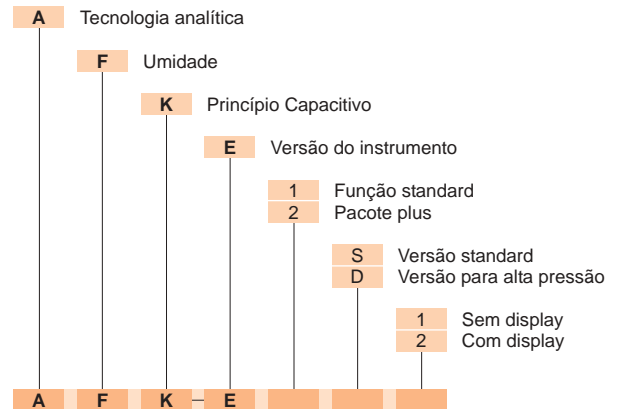 A Tecnologia analítica
F Umidade
K Princípio Capacitivo
E Versão do instrumento
1 Função standard
2 Pacote plus
S Versão standard
D Versão para alta pressão
1 Sem display
2 Com display
A F K – E